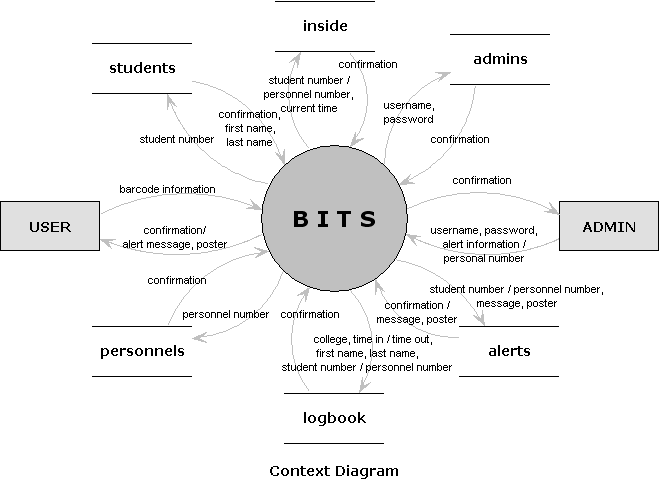 inside
students
admins
confirmation
student number /
personnel number,
current time
username,
password
confirmation,
first name,
last name
student number
confirmation
barcode information
confirmation
USER
B I T S
ADMIN
confirmation/
alert message, poster
username, password,
alert information /
personal number
confirmation
student number / personnel number,
message, poster
personnel number
confirmation
confirmation /
message, poster
college, time in / time out,
first name, last name,
student number / personnel number
personnels
alerts
logbook
Context Diagram